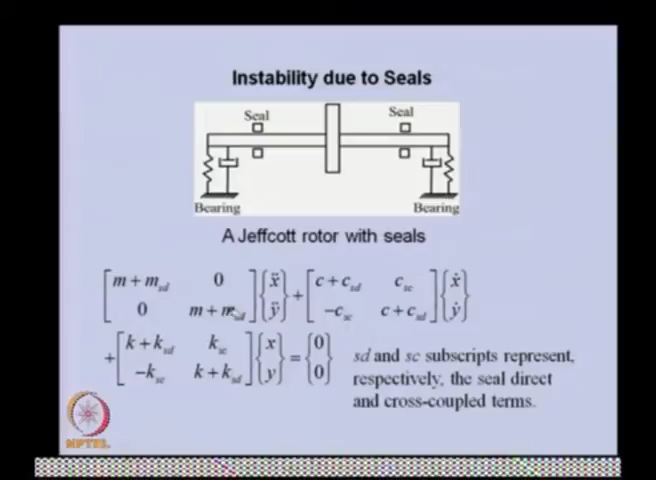 Instability due to Seals
Seal Seal
Bearing Bearing
A Jeffcott rotor with seals
[m + m_sd 0; 0 m + m_sd]{ẍ; ÿ} + [c + c_sd c_sc; −c_sc c + c_sd]{ẋ; ẏ}
+ [k + k_sd k_sc; −k_sc k + k_sd]{x; y} = {0; 0}
sd and sc subscripts represent,
respectively, the seal direct
and cross-coupled terms.
NPTEL